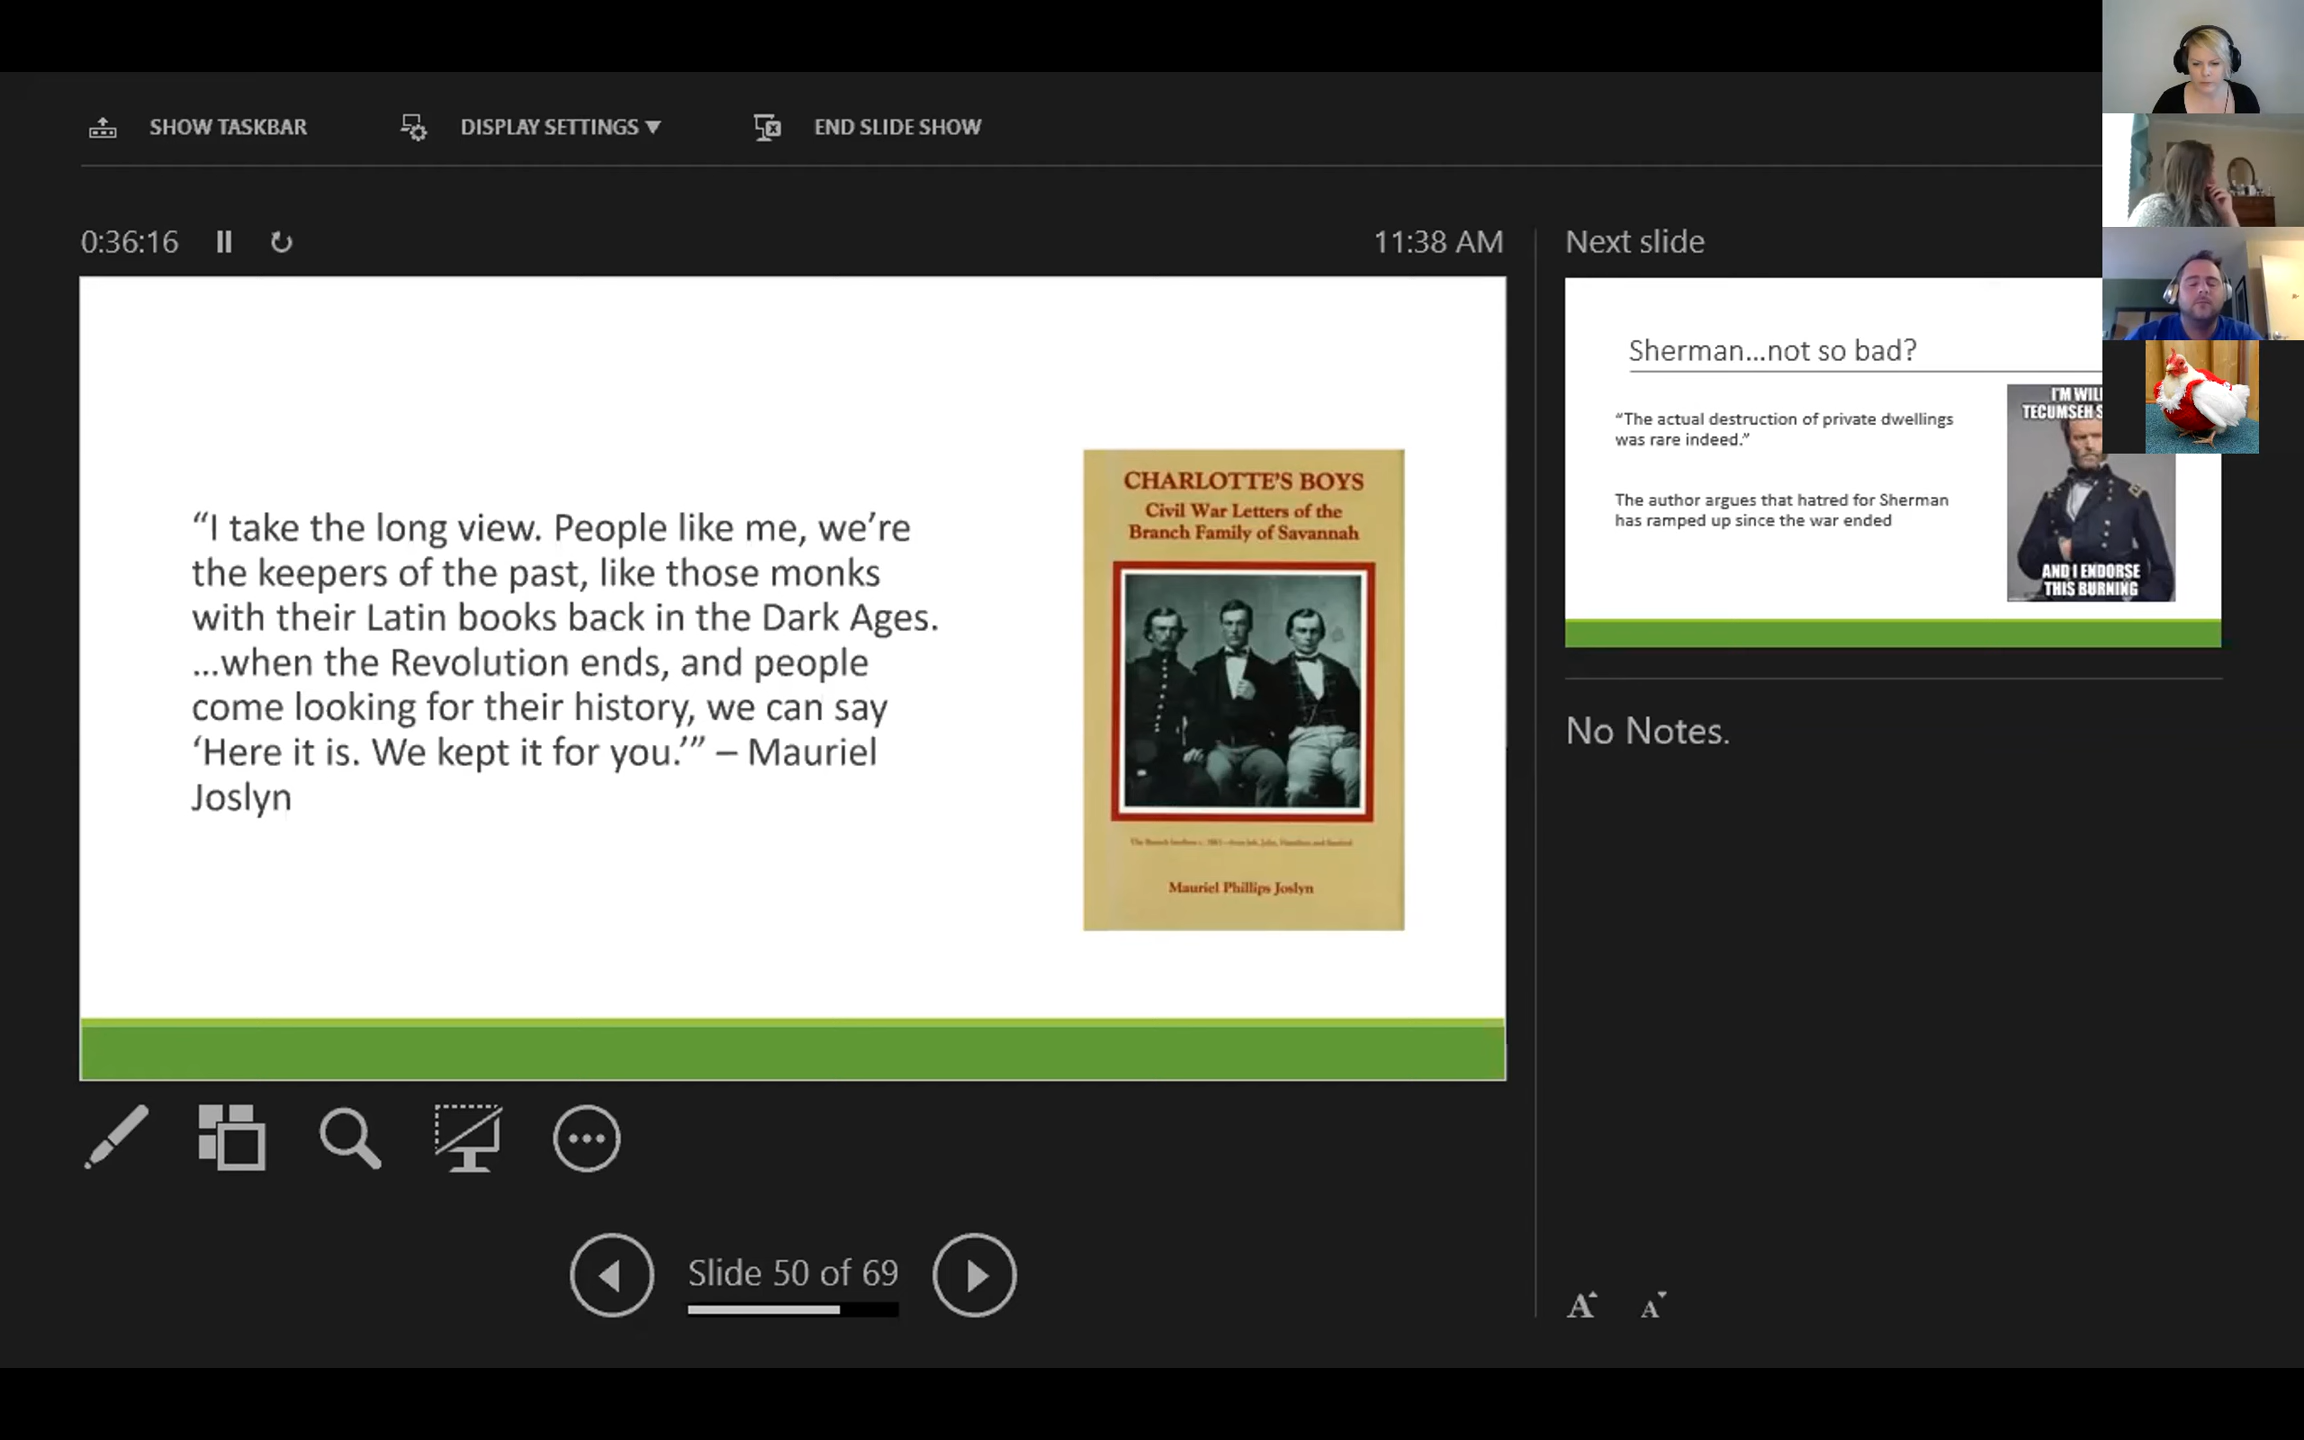 SHOW TASKBAR
DISPLAY SETTINGS ▼
END SLIDE SHOW
0:36:16
11:38 AM
“I take the long view. People like me, we’re
the keepers of the past, like those monks
with their Latin books back in the Dark Ages.
...when the Revolution ends, and people
come looking for their history, we can say
‘Here it is. We kept it for you.’” – Mauriel
Joslyn
CHARLOTTE'S BOYS
Civil War Letters of the
Branch Family of Savannah
Mauriel Phillips Joslyn
Next slide
Sherman...not so bad?
“The actual destruction of private dwellings
was rare indeed.”
The author argues that hatred for Sherman
has ramped up since the war ended
I'M WILL
TECUMSEH S
AND I ENDORSE
THIS BURNING
No Notes.
Slide 50 of 69
A
A